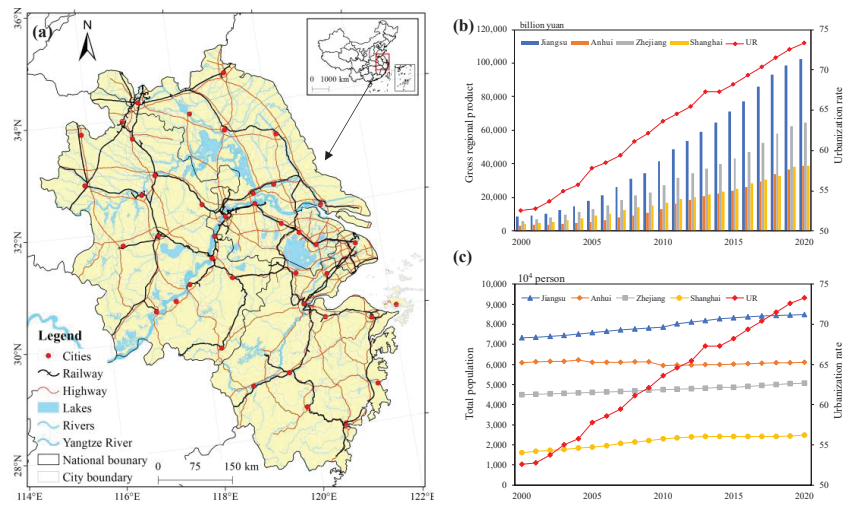 (a)
N
0 1000 km
36°N
34°N
32°N
30°N
28°N
Legend
Cities
Railway
Highway
Lakes
Rivers
Yangtze River
National bounary
City boundary
0 75 150 km
114°E 116°E 118°E 120°E 122°E
(b)
billion yuan
Jiangsu Anhui Zhejiang Shanghai UR
Gross regional product
120,000
100,000
80,000
60,000
40,000
20,000
0
75
70
65
60
55
50
Urbanization rate
2000 2005 2010 2015 2020
(c)
10⁴ person
Jiangsu Anhui Zhejiang Shanghai UR
Total population
10,000
9,000
8,000
7,000
6,000
5,000
4,000
3,000
2,000
1,000
0
75
70
65
60
55
50
Urbanization rate
2000 2005 2010 2015 2020